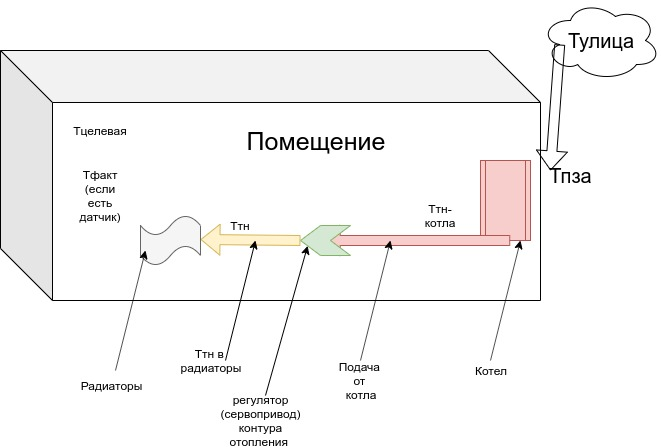 Тулица
Тцелевая
Помещение
Тфакт
(если
есть
датчик)
Тпза
Ттн
Ттн-
котла
Ттн в
радиаторы
Радиаторы
регулятор
(сервопривод)
контура
отопления
Подача
от
котла
Котел